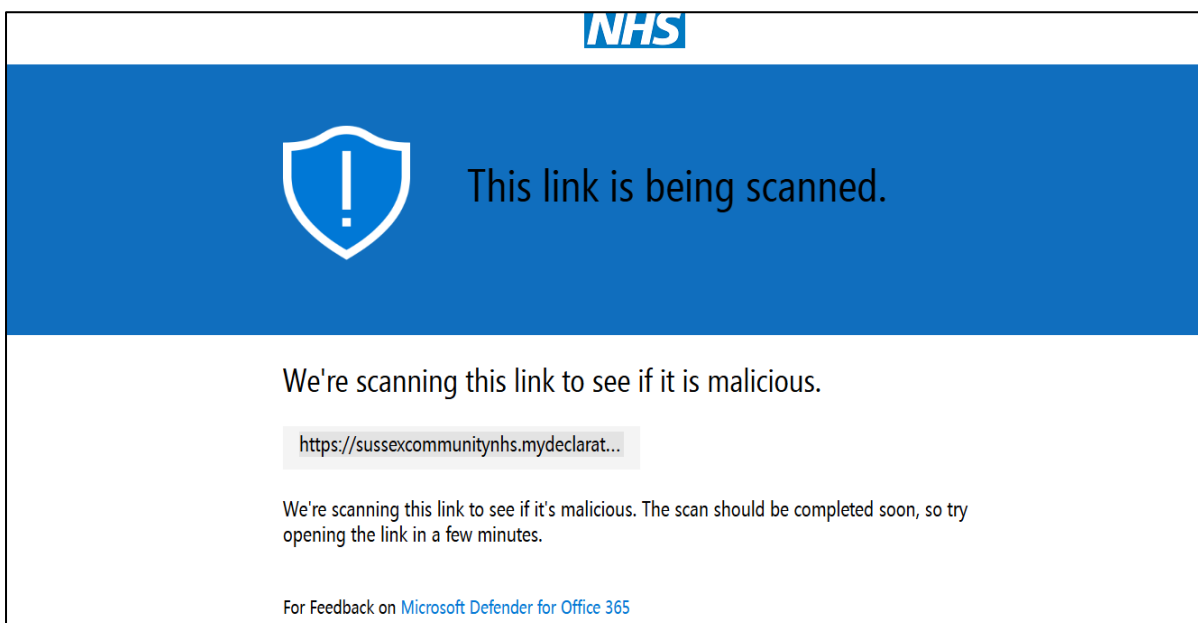 NHS
This link is being scanned.
We're scanning this link to see if it is malicious.
https://sussexcommunitynhs.mydeclarat...
We're scanning this link to see if it's malicious. The scan should be completed soon, so try
opening the link in a few minutes.
For Feedback on Microsoft Defender for Office 365